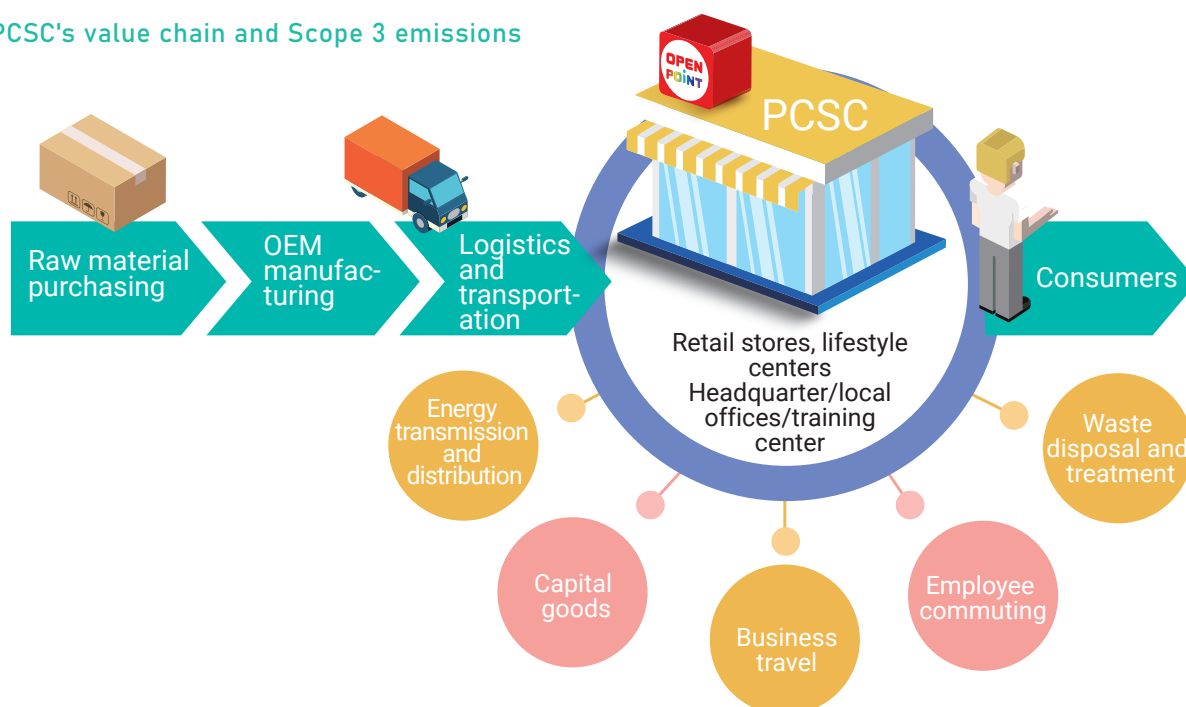 PCSC's value chain and Scope 3 emissions
OPEN
POINT
PCSC
Raw material
purchasing
OEM
manufac-
turing
Logistics
and
transport-
ation
Consumers
Retail stores, lifestyle
centers
Headquarter/local
offices/training
center
Energy
transmission
and
distribution
Capital
goods
Business
travel
Employee
commuting
Waste
disposal and
treatment